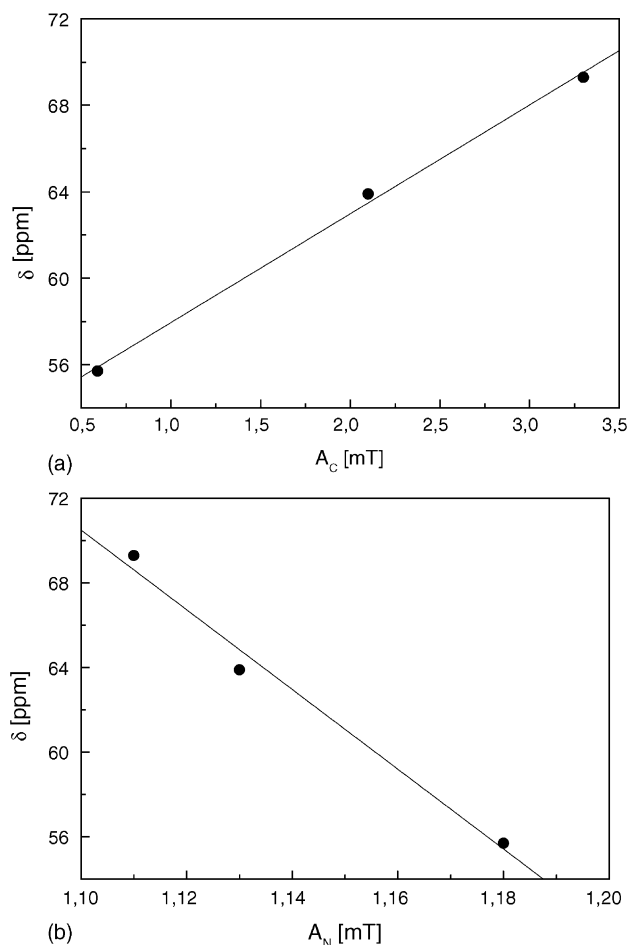 72
68
64
60
56
δ [ppm]
0,5 1,0 1,5 2,0 2,5 3,0 3,5
A_C [mT]
(a)
72
68
64
60
56
δ [ppm]
1,10 1,12 1,14 1,16 1,18 1,20
A_N [mT]
(b)